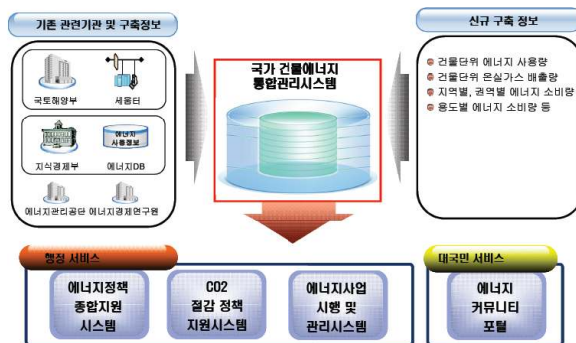 기존 관련기관 및 구축정보
국토해양부
세움터
지식경제부
에너지
사용정보
에너지DB
에너지관리공단
에너지경제연구원
국가 건물에너지
통합관리시스템
신규 구축 정보
건물단위 에너지 사용량
건물단위 온실가스 배출량
지역별, 권역별 에너지 소비량
용도별 에너지 소비량 등
행정 서비스
에너지정책
종합지원
시스템
CO2
절감 정책
지원시스템
에너지사업
시행 및
관리시스템
대국민 서비스
에너지
커뮤니티
포털